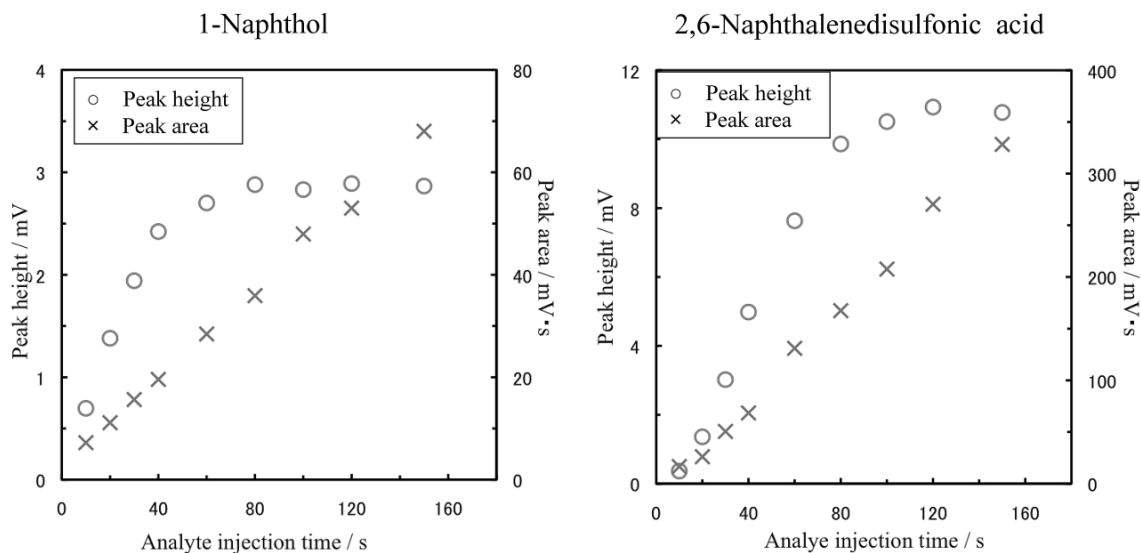 1-Naphthol
4
3
2
1
0
Peak height / mV
Peak height
Peak area
80
60
40
20
0
Peak area / mV・s
0
40
80
120
160
Analyte injection time / s
2,6-Naphthalenedisulfonic acid
12
8
4
0
Peak height / mV
Peak height
Peak area
400
300
200
100
0
Peak area / mV・s
0
40
80
120
160
Analyte injection time / s